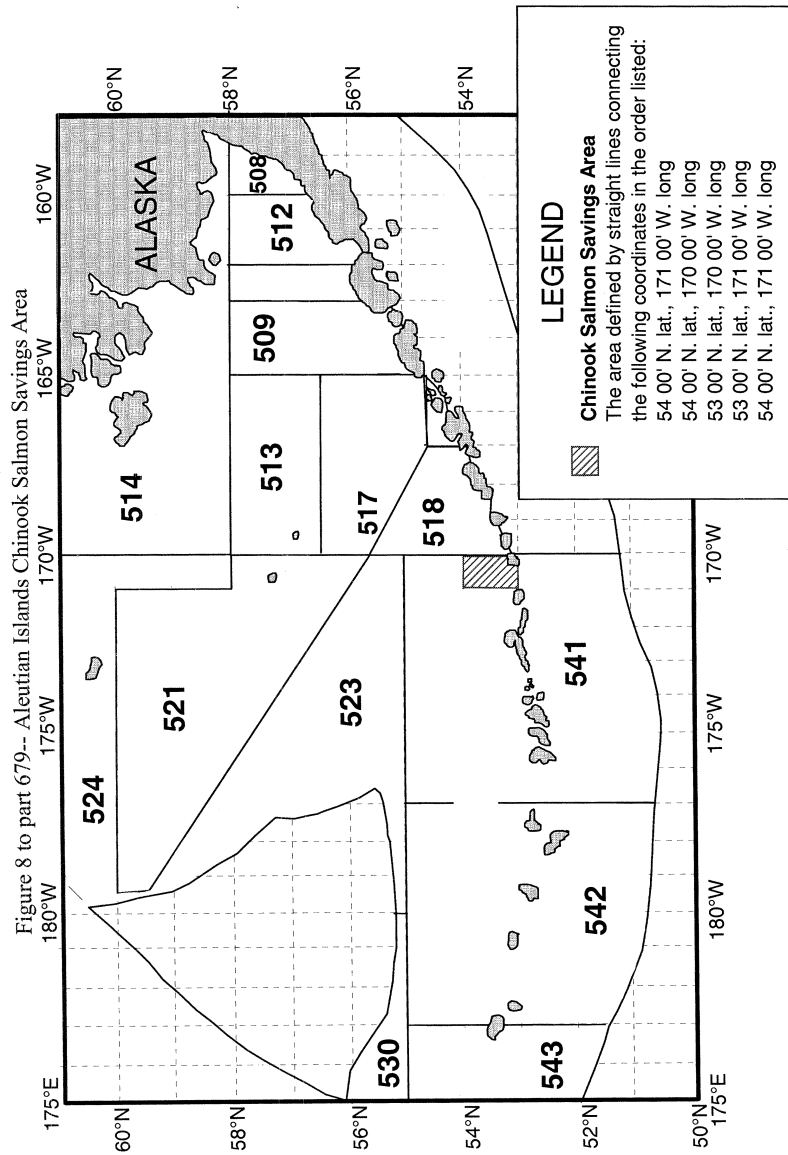 Figure 8 to part 679-- Aleutian Islands Chinook Salmon Savings Area
175°E
180°W
175°W
170°W
165°W
160°W
60°N
58°N
56°N
54°N
52°N
50°N
60°N
58°N
56°N
54°N
ALASKA
524
514
521
513
509
512
508
523
517
518
530
543
542
541
175°E
180°W
175°W
170°W
LEGEND
Chinook Salmon Savings Area
The area defined by straight lines connecting
the following coordinates in the order listed:
54 00' N. lat., 171 00' W. long
54 00' N. lat., 170 00' W. long
53 00' N. lat., 170 00' W. long
53 00' N. lat., 171 00' W. long
54 00' N. lat., 171 00' W. long